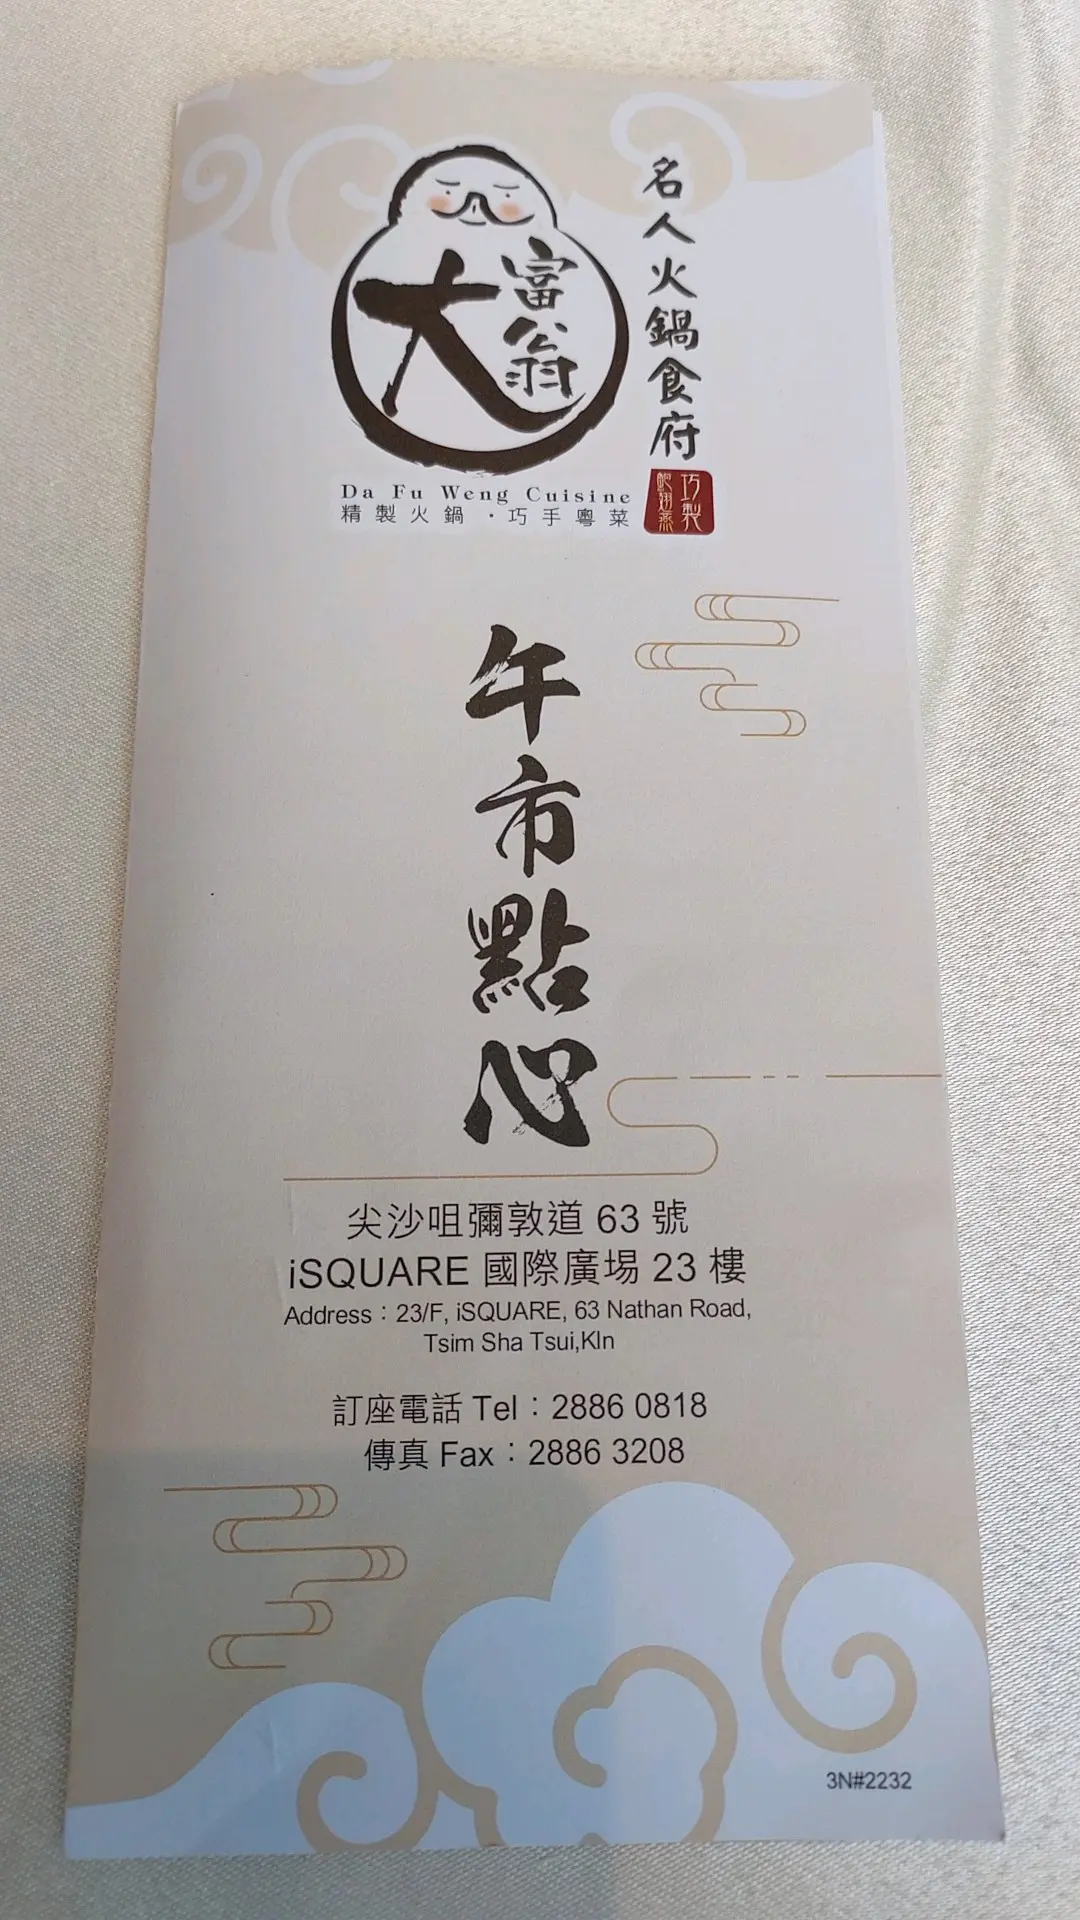 大富翁
名人火鍋食府
Da Fu Weng Cuisine
精製火鍋・巧手粵菜
巧製
鮑翅燕
午市點心
尖沙咀彌敦道 63 號
iSQUARE 國際廣場 23 樓
Address：23/F, iSQUARE, 63 Nathan Road,
Tsim Sha Tsui,Kln
訂座電話 Tel：2886 0818
傳真 Fax：2886 3208
3N#2232